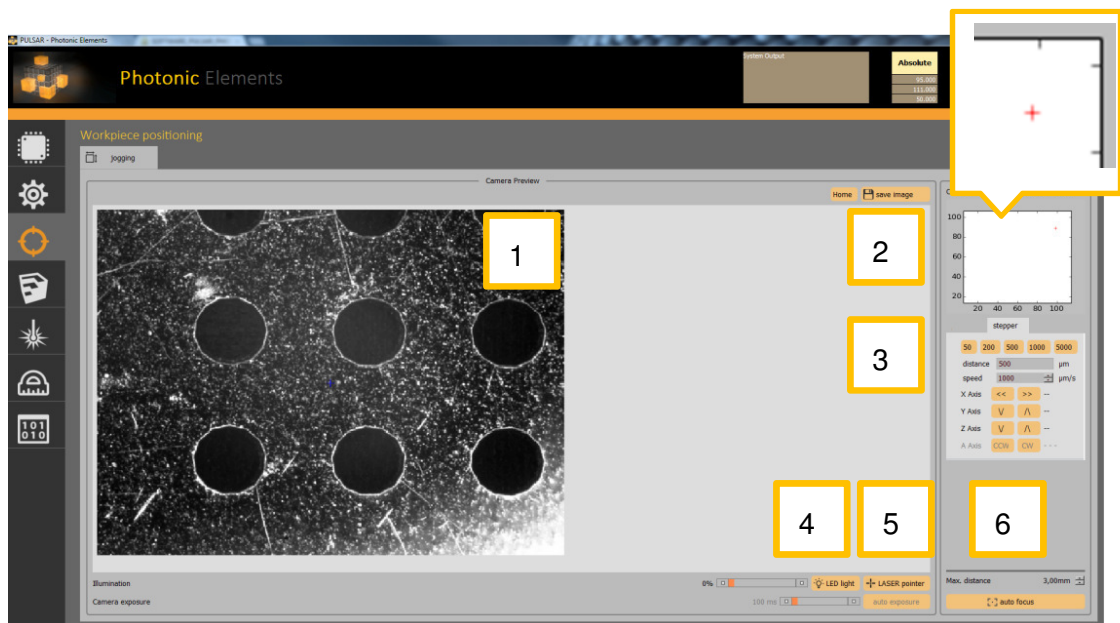 PULSAR - Photonic Elements
Photonic Elements
System Output
Absolute
95.000
111.000
50.000
Workpiece positioning
jogging
Camera Preview
Home save image
1
2
3
4
5
6
100
80
60
40
20
20 40 60 80 100
stepper
50 200 500 1000 5000
distance 500 µm
speed 1000 µm/s
X Axis << >> --
Y Axis \/ /\ --
Z Axis \/ /\ --
A Axis CCW CW ---
Illumination 0% LED light LASER pointer
Camera exposure 100 ms auto exposure
Max. distance 3,00mm
auto focus
101
010